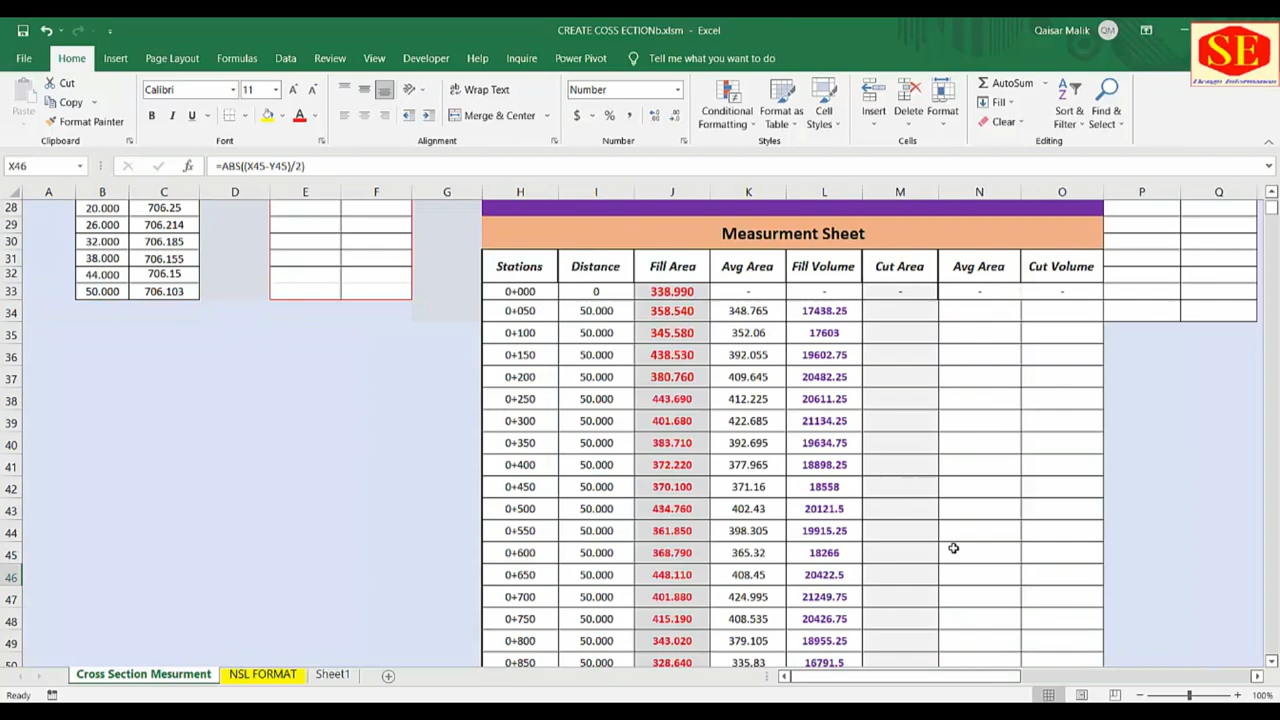 CREATE COSS ECTIONb.xlsm - Excel
Qaisar Malik QM
SE
Design Information
File Home Insert Page Layout Formulas Data Review View Developer Help Inquire Power Pivot Tell me what you want to do
Cut
Copy
Format Painter
Paste
Clipboard
Calibri 11
B I U
Font
Wrap Text
Merge & Center
Alignment
Number
$ % ,
Number
Conditional Formatting
Format as Table
Cell Styles
Styles
Insert Delete Format
Cells
AutoSum
Fill
Clear
Sort & Filter
Find & Select
Editing
X46 fx =ABS((X45-Y45)/2)
A B C D E F G H I J K L M N O P Q
28 20.000 706.25
29 26.000 706.214 Measurment Sheet
30 32.000 706.185
31 38.000 706.155 Stations Distance Fill Area Avg Area Fill Volume Cut Area Avg Area Cut Volume
32 44.000 706.15
33 50.000 706.103 0+000 0 338.990 - - - - -
34 0+050 50.000 358.540 348.765 17438.25
35 0+100 50.000 345.580 352.06 17603
36 0+150 50.000 438.530 392.055 19602.75
37 0+200 50.000 380.760 409.645 20482.25
38 0+250 50.000 443.690 412.225 20611.25
39 0+300 50.000 401.680 422.685 21134.25
40 0+350 50.000 383.710 392.695 19634.75
41 0+400 50.000 372.220 377.965 18898.25
42 0+450 50.000 370.100 371.16 18558
43 0+500 50.000 434.760 402.43 20121.5
44 0+550 50.000 361.850 398.305 19915.25
45 0+600 50.000 368.790 365.32 18266
46 0+650 50.000 448.110 408.45 20422.5
47 0+700 50.000 401.880 424.995 21249.75
48 0+750 50.000 415.190 408.535 20426.75
49 0+800 50.000 343.020 379.105 18955.25
50 0+850 50.000 328.640 335.83 16791.5
Cross Section Mesurment NSL FORMAT Sheet1
Ready 100%